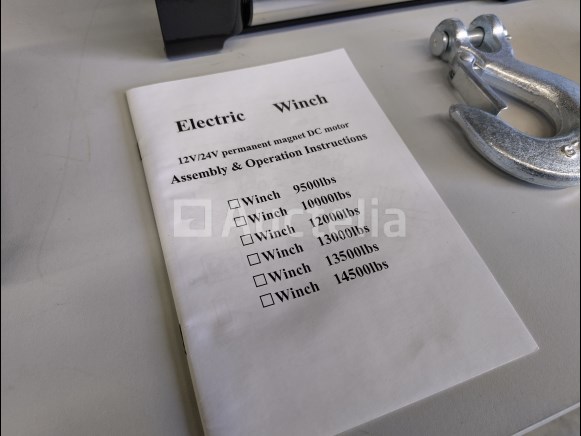 Electric Winch
12V/24V permanent magnet DC motor
Assembly & Operation Instructions
Winch 9500lbs
Winch 10000lbs
Winch 12000lbs
Winch 13000lbs
Winch 13500lbs
Winch 14500lbs
Auctelia